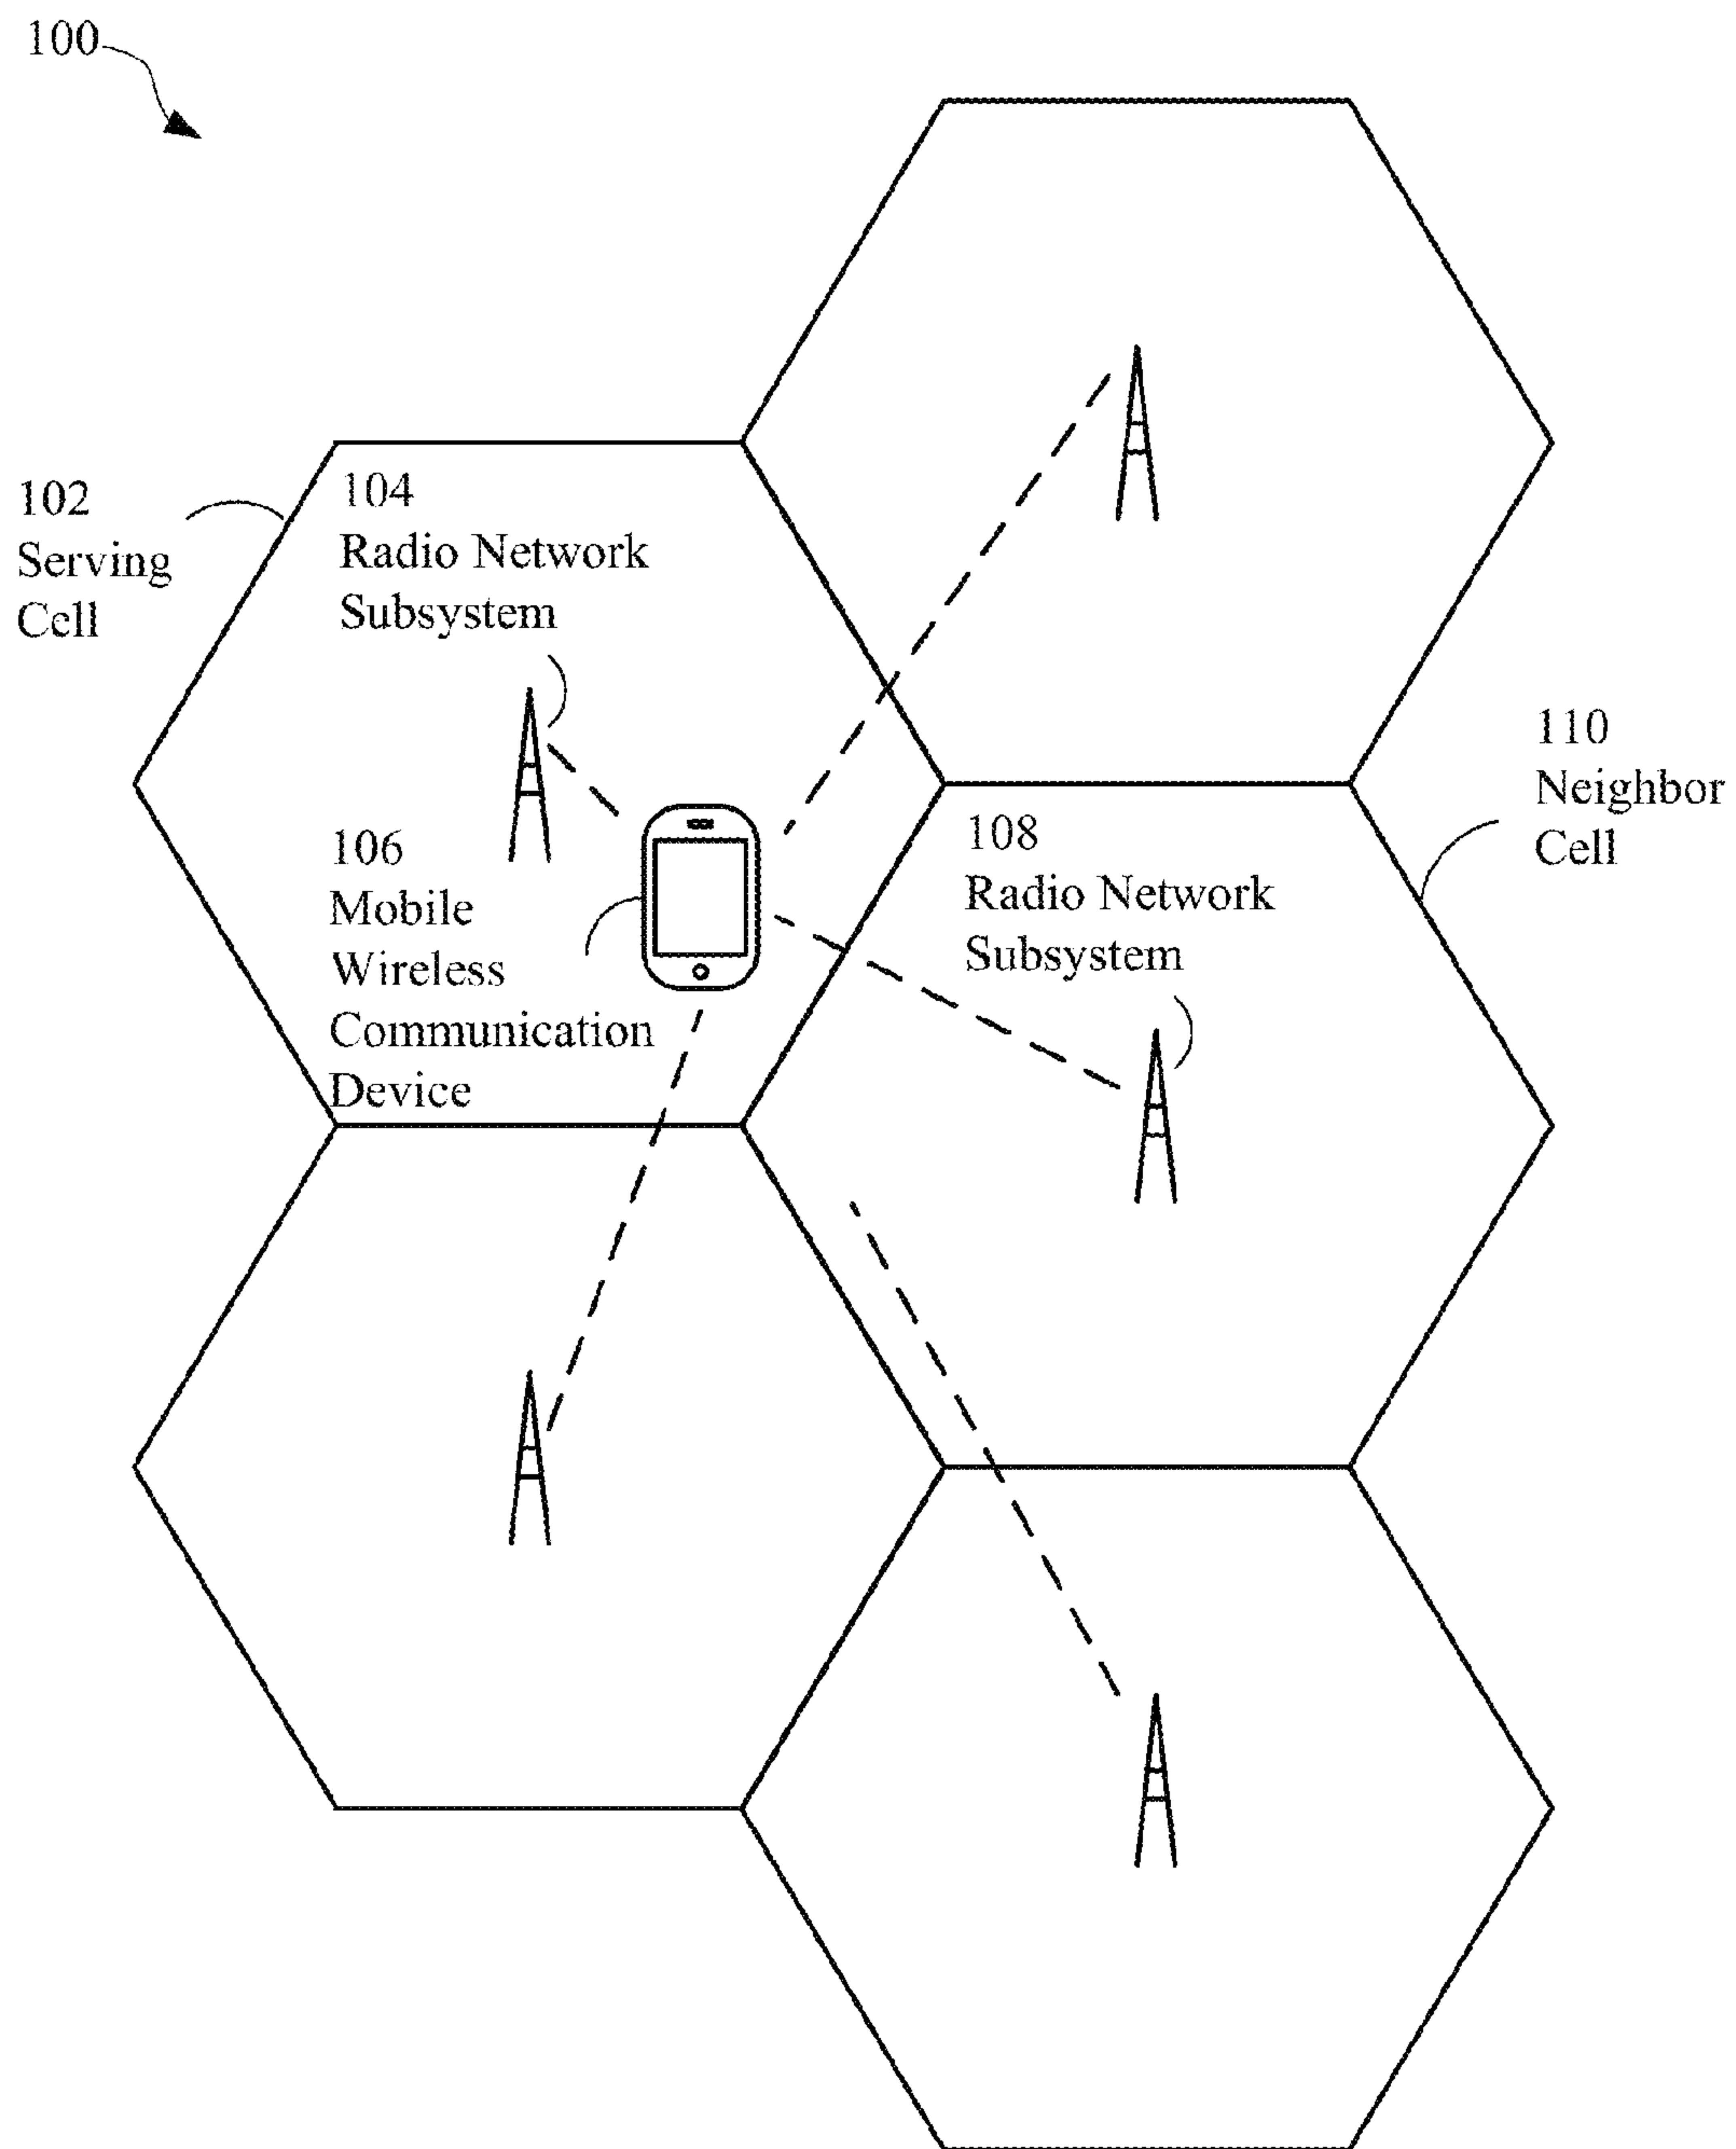 100
102
Serving
Cell
104
Radio Network
Subsystem
106
Mobile
Wireless
Communication
Device
108
Radio Network
Subsystem
110
Neighbor
Cell